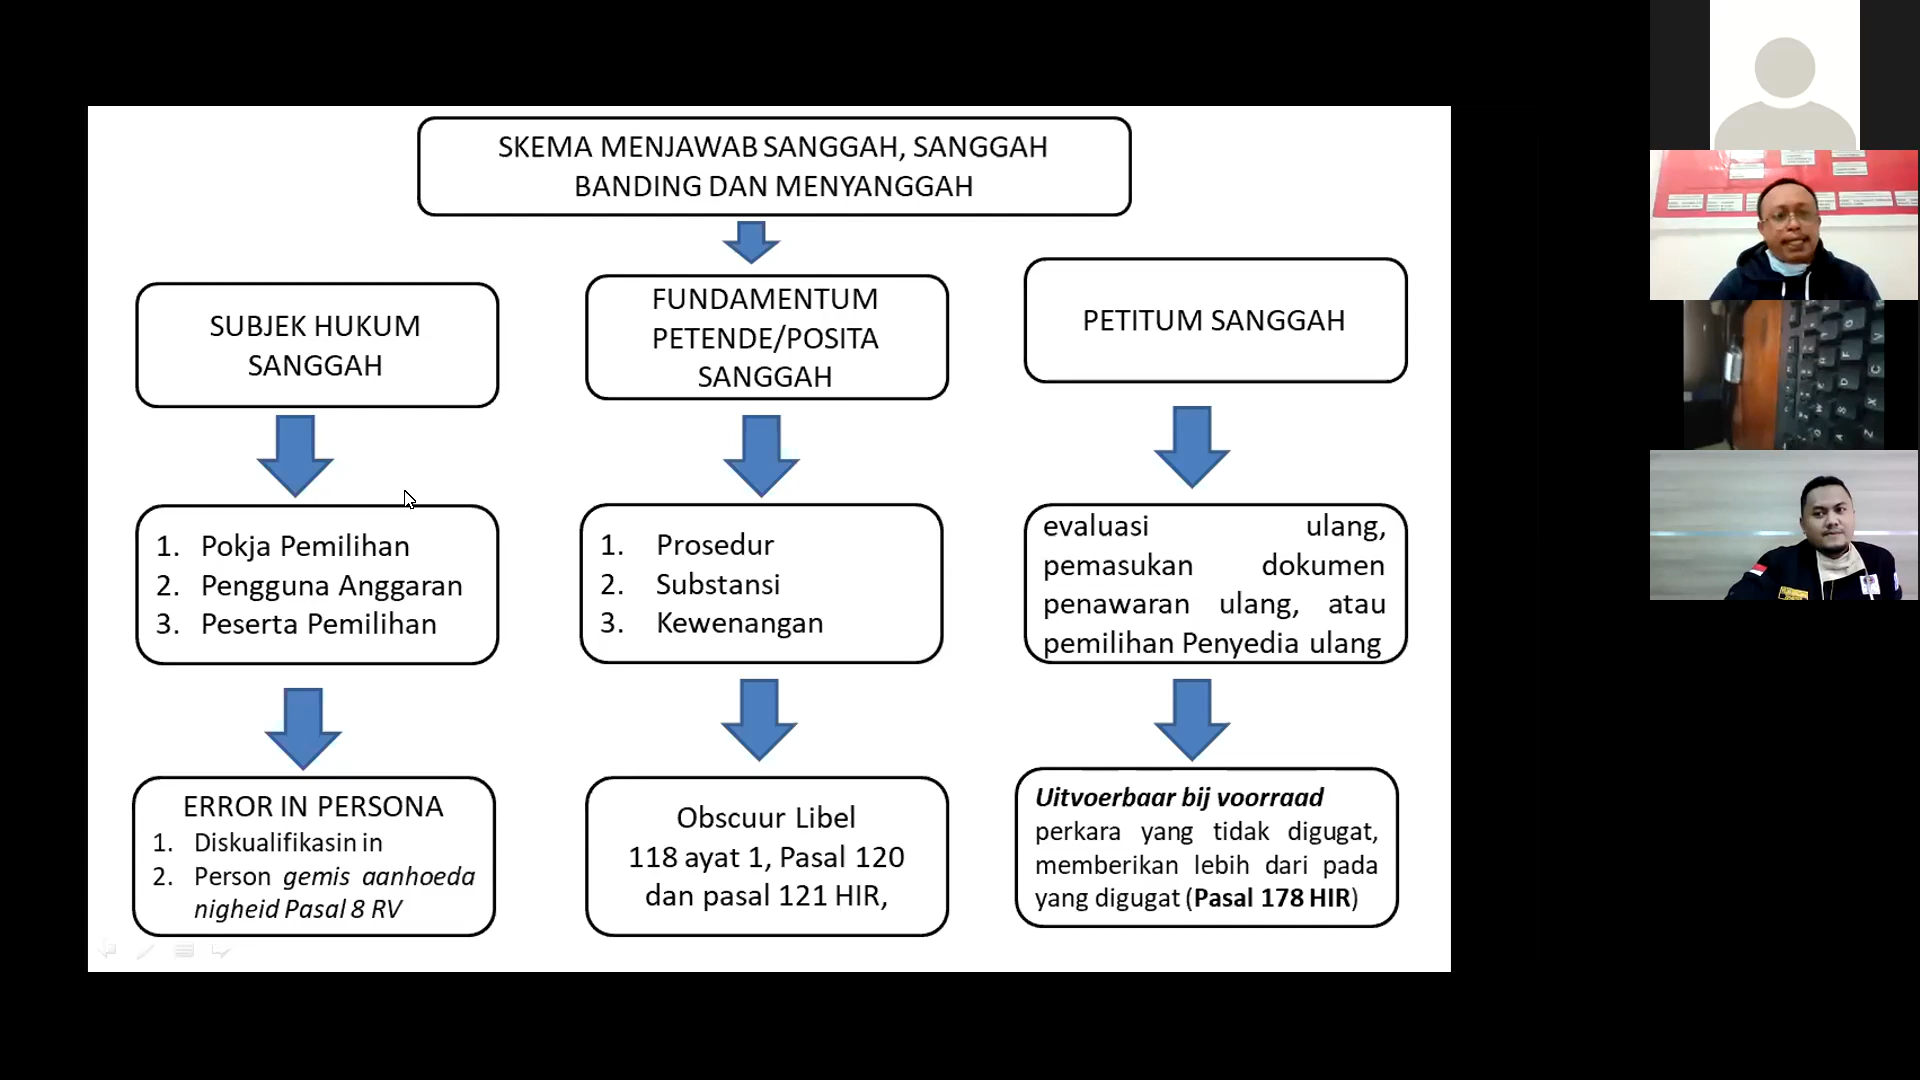 SKEMA MENJAWAB SANGGAH, SANGGAH
BANDING DAN MENYANGGAH
SUBJEK HUKUM
SANGGAH
FUNDAMENTUM
PETENDE/POSITA
SANGGAH
PETITUM SANGGAH
1. Pokja Pemilihan
2. Pengguna Anggaran
3. Peserta Pemilihan
1. Prosedur
2. Substansi
3. Kewenangan
evaluasi ulang,
pemasukan dokumen
penawaran ulang, atau
pemilihan Penyedia ulang
ERROR IN PERSONA
1. Diskualifikasin in
2. Person gemis aanhoeda
nigheid Pasal 8 RV
Obscuur Libel
118 ayat 1, Pasal 120
dan pasal 121 HIR,
Uitvoerbaar bij voorraad
perkara yang tidak digugat,
memberikan lebih dari pada
yang digugat (Pasal 178 HIR)